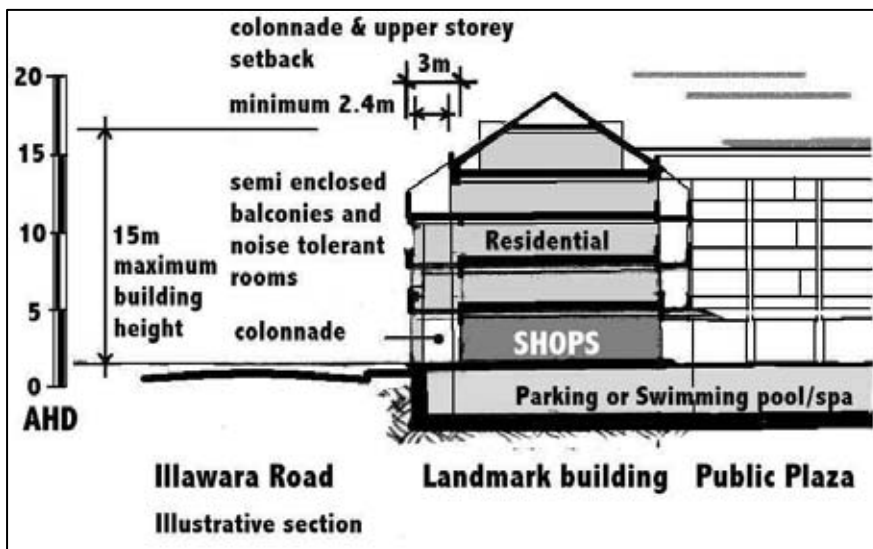 colonnade & upper storey
setback
3m
minimum 2.4m
20
15
10
5
0
AHD
15m
maximum
building
height
semi enclosed
balconies and
noise tolerant
rooms
colonnade
Residential
SHOPS
Parking or Swimming pool/spa
Illawara Road
Landmark building
Public Plaza
Illustrative section